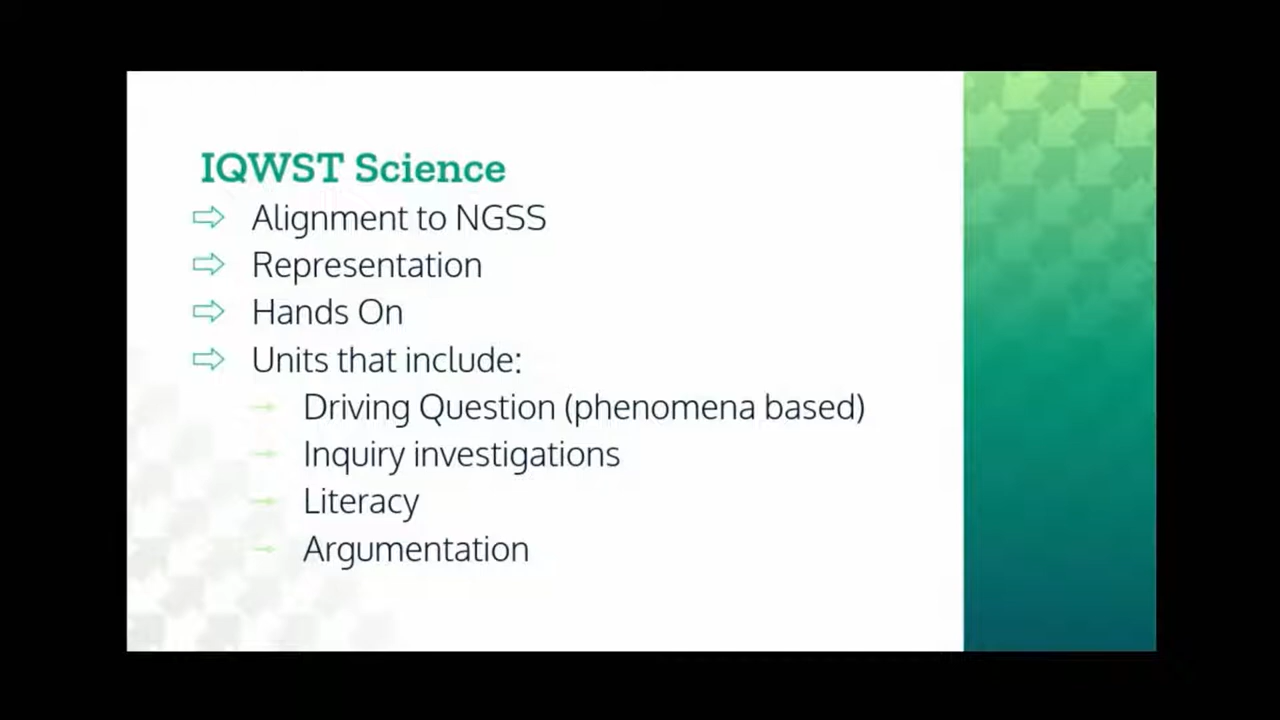 IQWST Science
Alignment to NGSS
Representation
Hands On
Units that include:
Driving Question (phenomena based)
Inquiry investigations
Literacy
Argumentation